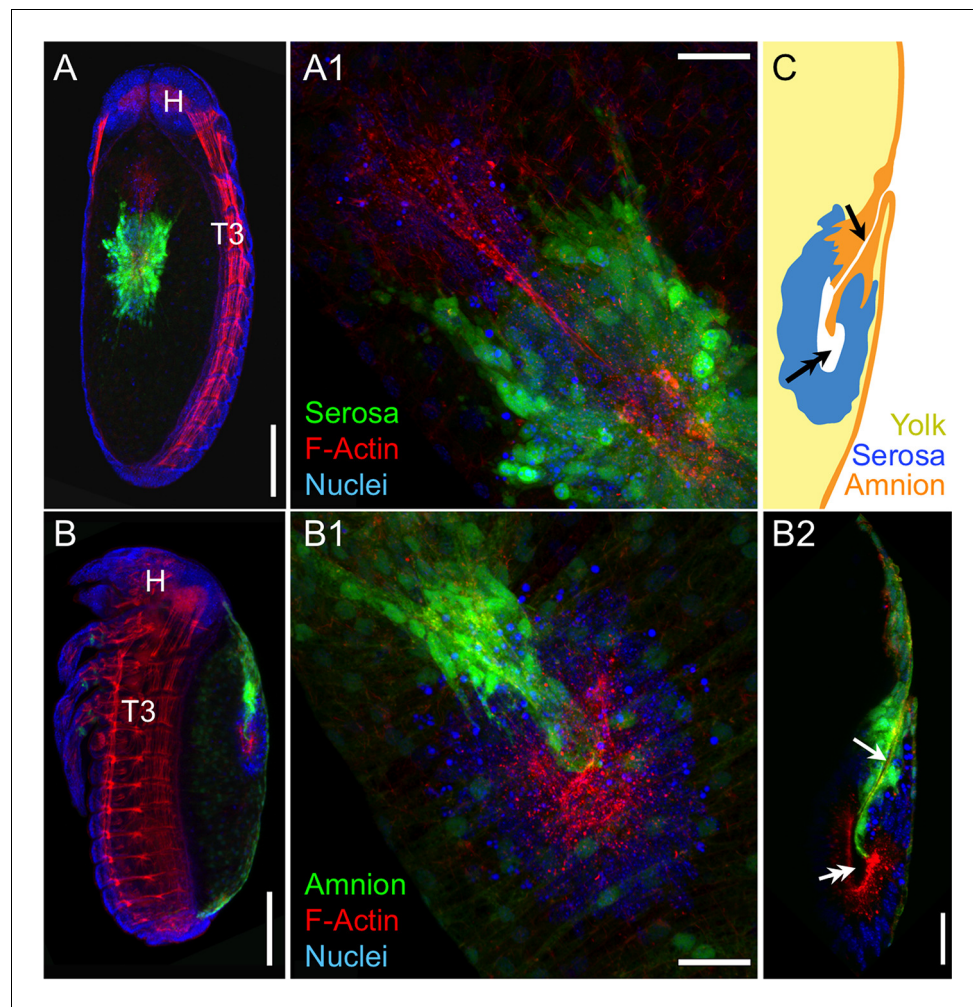 A
H
T3
A1
Serosa
F-Actin
Nuclei
C
Yolk
Serosa
Amnion
B
H
T3
B1
Amnion
F-Actin
Nuclei
B2